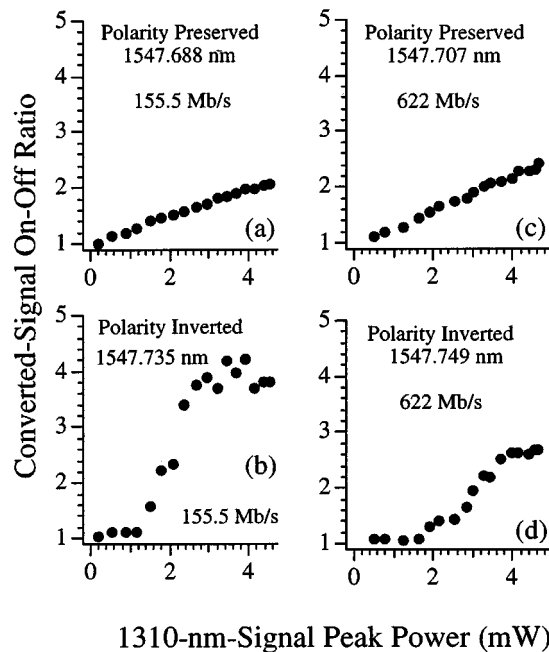 Converted-Signal On-Off Ratio
5
4
3
2
1
Polarity Preserved
1547.688 nm
155.5 Mb/s
(a)
0
2
4
5
4
3
2
1
Polarity Preserved
1547.707 nm
622 Mb/s
(c)
0
2
4
5
4
3
2
1
Polarity Inverted
1547.735 nm
(b)
155.5 Mb/s
0
2
4
5
4
3
2
1
Polarity Inverted
1547.749 nm
622 Mb/s
(d)
0
2
4
1310-nm-Signal Peak Power (mW)